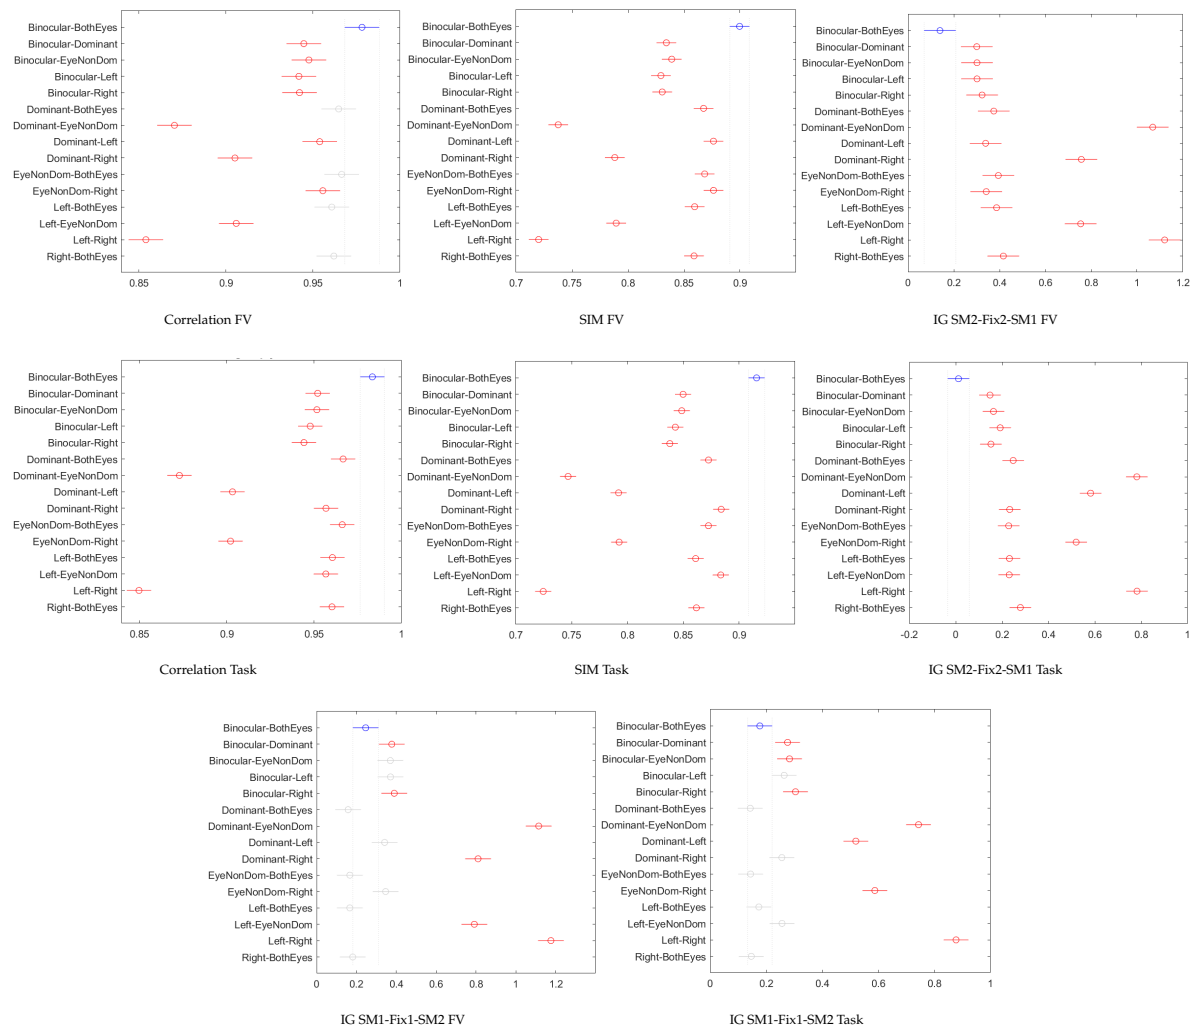 Binocular-BothEyes
Binocular-Dominant
Binocular-EyeNonDom
Binocular-Left
Binocular-Right
Dominant-BothEyes
Dominant-EyeNonDom
Dominant-Left
Dominant-Right
EyeNonDom-BothEyes
EyeNonDom-Right
Left-BothEyes
Left-EyeNonDom
Left-Right
Right-BothEyes
0.85 0.9 0.95 1
Correlation FV
Binocular-BothEyes
Binocular-Dominant
Binocular-EyeNonDom
Binocular-Left
Binocular-Right
Dominant-BothEyes
Dominant-EyeNonDom
Dominant-Left
Dominant-Right
EyeNonDom-BothEyes
EyeNonDom-Right
Left-BothEyes
Left-EyeNonDom
Left-Right
Right-BothEyes
0.7 0.75 0.8 0.85 0.9
SIM FV
Binocular-BothEyes
Binocular-Dominant
Binocular-EyeNonDom
Binocular-Left
Binocular-Right
Dominant-BothEyes
Dominant-EyeNonDom
Dominant-Left
Dominant-Right
EyeNonDom-BothEyes
EyeNonDom-Right
Left-BothEyes
Left-EyeNonDom
Left-Right
Right-BothEyes
0 0.2 0.4 0.6 0.8 1 1.2
IG SM2-Fix2-SM1 FV
Binocular-BothEyes
Binocular-Dominant
Binocular-EyeNonDom
Binocular-Left
Binocular-Right
Dominant-BothEyes
Dominant-EyeNonDom
Dominant-Left
Dominant-Right
EyeNonDom-BothEyes
EyeNonDom-Right
Left-BothEyes
Left-EyeNonDom
Left-Right
Right-BothEyes
0.85 0.9 0.95 1
Correlation Task
Binocular-BothEyes
Binocular-Dominant
Binocular-EyeNonDom
Binocular-Left
Binocular-Right
Dominant-BothEyes
Dominant-EyeNonDom
Dominant-Left
Dominant-Right
EyeNonDom-BothEyes
EyeNonDom-Right
Left-BothEyes
Left-EyeNonDom
Left-Right
Right-BothEyes
0.7 0.75 0.8 0.85 0.9
SIM Task
Binocular-BothEyes
Binocular-Dominant
Binocular-EyeNonDom
Binocular-Left
Binocular-Right
Dominant-BothEyes
Dominant-EyeNonDom
Dominant-Left
Dominant-Right
EyeNonDom-BothEyes
EyeNonDom-Right
Left-BothEyes
Left-EyeNonDom
Left-Right
Right-BothEyes
-0.2 0 0.2 0.4 0.6 0.8 1
IG SM2-Fix2-SM1 Task
Binocular-BothEyes
Binocular-Dominant
Binocular-EyeNonDom
Binocular-Left
Binocular-Right
Dominant-BothEyes
Dominant-EyeNonDom
Dominant-Left
Dominant-Right
EyeNonDom-BothEyes
EyeNonDom-Right
Left-BothEyes
Left-EyeNonDom
Left-Right
Right-BothEyes
0 0.2 0.4 0.6 0.8 1 1.2
IG SM1-Fix1-SM2 FV
Binocular-BothEyes
Binocular-Dominant
Binocular-EyeNonDom
Binocular-Left
Binocular-Right
Dominant-BothEyes
Dominant-EyeNonDom
Dominant-Left
Dominant-Right
EyeNonDom-BothEyes
EyeNonDom-Right
Left-BothEyes
Left-EyeNonDom
Left-Right
Right-BothEyes
0 0.2 0.4 0.6 0.8 1
IG SM1-Fix1-SM2 Task